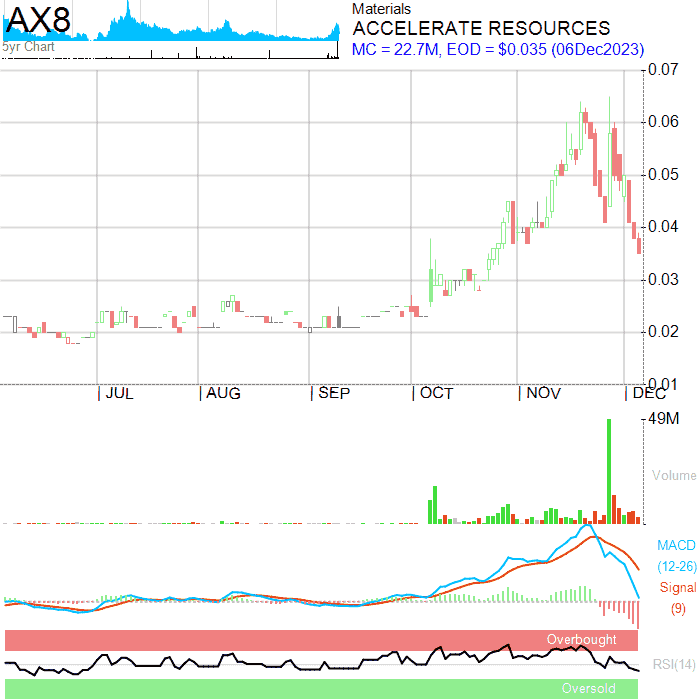 AX8
5yr Chart
Materials
ACCELERATE RESOURCES
MC = 22.7M, EOD = $0.035 (06Dec2023)
0.07
0.06
0.05
0.04
0.03
0.02
0.01
JUL AUG SEP OCT NOV DEC
49M
Volume
MACD
(12-26)
Signal
(9)
Overbought
RSI(14)
Oversold